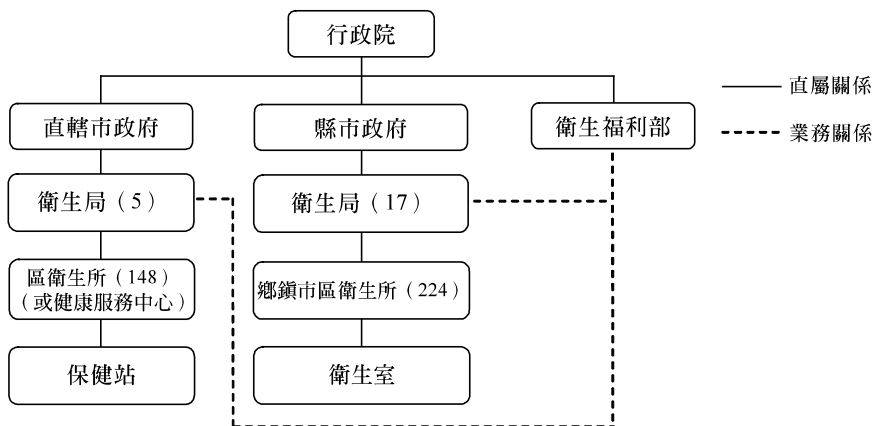 行政院
直轄市政府
縣市政府
衛生福利部
直屬關係
業務關係
衛生局（5）
衛生局（17）
區衛生所（148）
（或健康服務中心）
鄉鎮市區衛生所（224）
保健站
衛生室